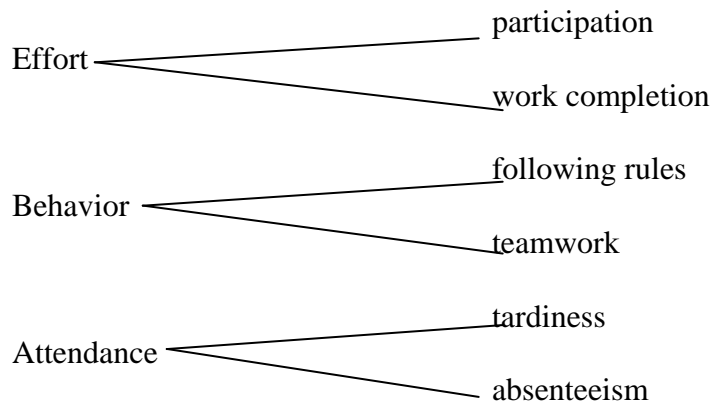 participation
Effort
work completion
following rules
Behavior
teamwork
tardiness
Attendance
absenteeism